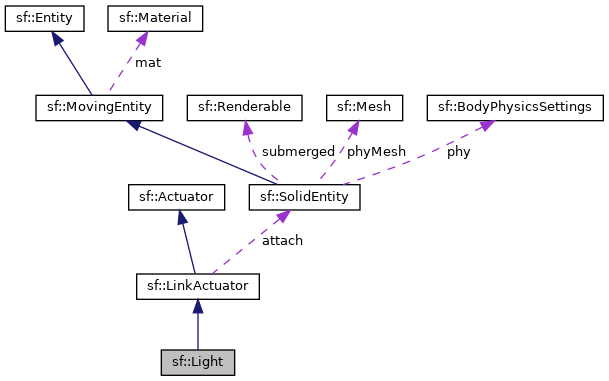 sf::Entity
sf::Material
mat
sf::MovingEntity
sf::Renderable
sf::Mesh
sf::BodyPhysicsSettings
submerged
phyMesh
phy
sf::Actuator
sf::SolidEntity
attach
sf::LinkActuator
sf::Light